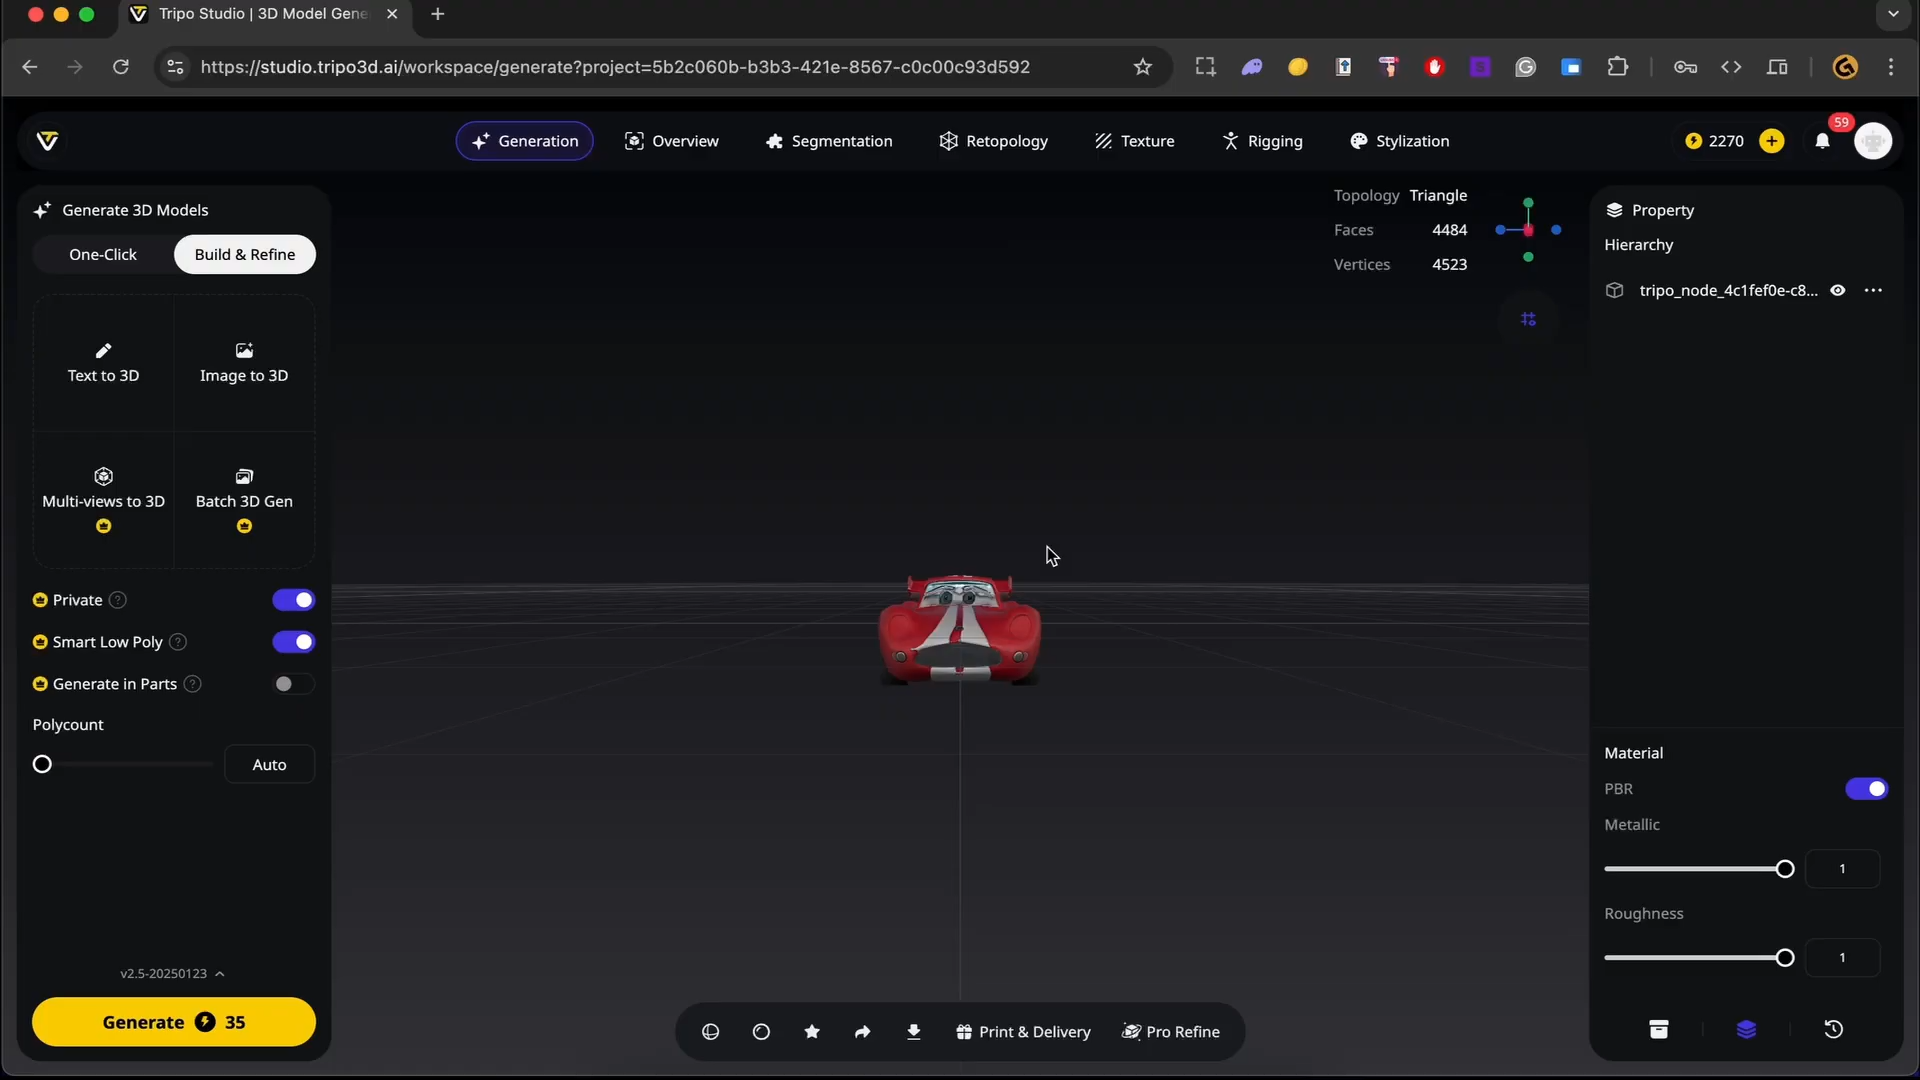 Tripo Studio | 3D Model Gene
https://studio.tripo3d.ai/workspace/generate?project=5b2c060b-b3b3-421e-8567-c0c00c93d592
Generation
Overview
Segmentation
Retopology
Texture
Rigging
Stylization
2270
59
Generate 3D Models
One-Click
Build & Refine
Text to 3D
Image to 3D
Multi-views to 3D
Batch 3D Gen
Private
Smart Low Poly
Generate in Parts
Polycount
Auto
v2.5-20250123
Generate 35
Topology Triangle
Faces 4484
Vertices 4523
Print & Delivery
Pro Refine
Property
Hierarchy
tripo_node_4c1fef0e-c8...
Material
PBR
Metallic
1
Roughness
1